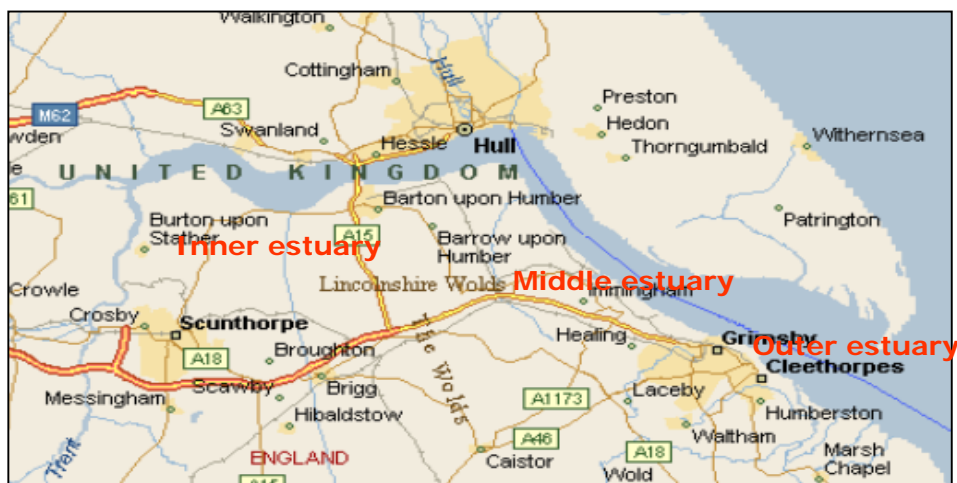 Walkington
Cottingham
Hull
Preston
A63
M62
wden
Swanland
Hessle
Hull
Hedon
Thorngumbald
Withernsea
UNITED KINGDOM
61
Barton upon Humber
Patrington
Burton upon
Stather
Inner estuary
A15
Barrow upon
Humber
Lincolnshire Wolds
Middle estuary
Immingham
Crowle
Crosby
Scunthorpe
The Wolds
Healing
Grimsby
Outer estuary
Cleethorpes
A18
Broughton
Scawby
Brigg
Messingham
Hibaldstow
A1173
Laceby
Humberston
Waltham
A46
Caistor
A18
Wold
Marsh
Chapel
Trent
ENGLAND
A15